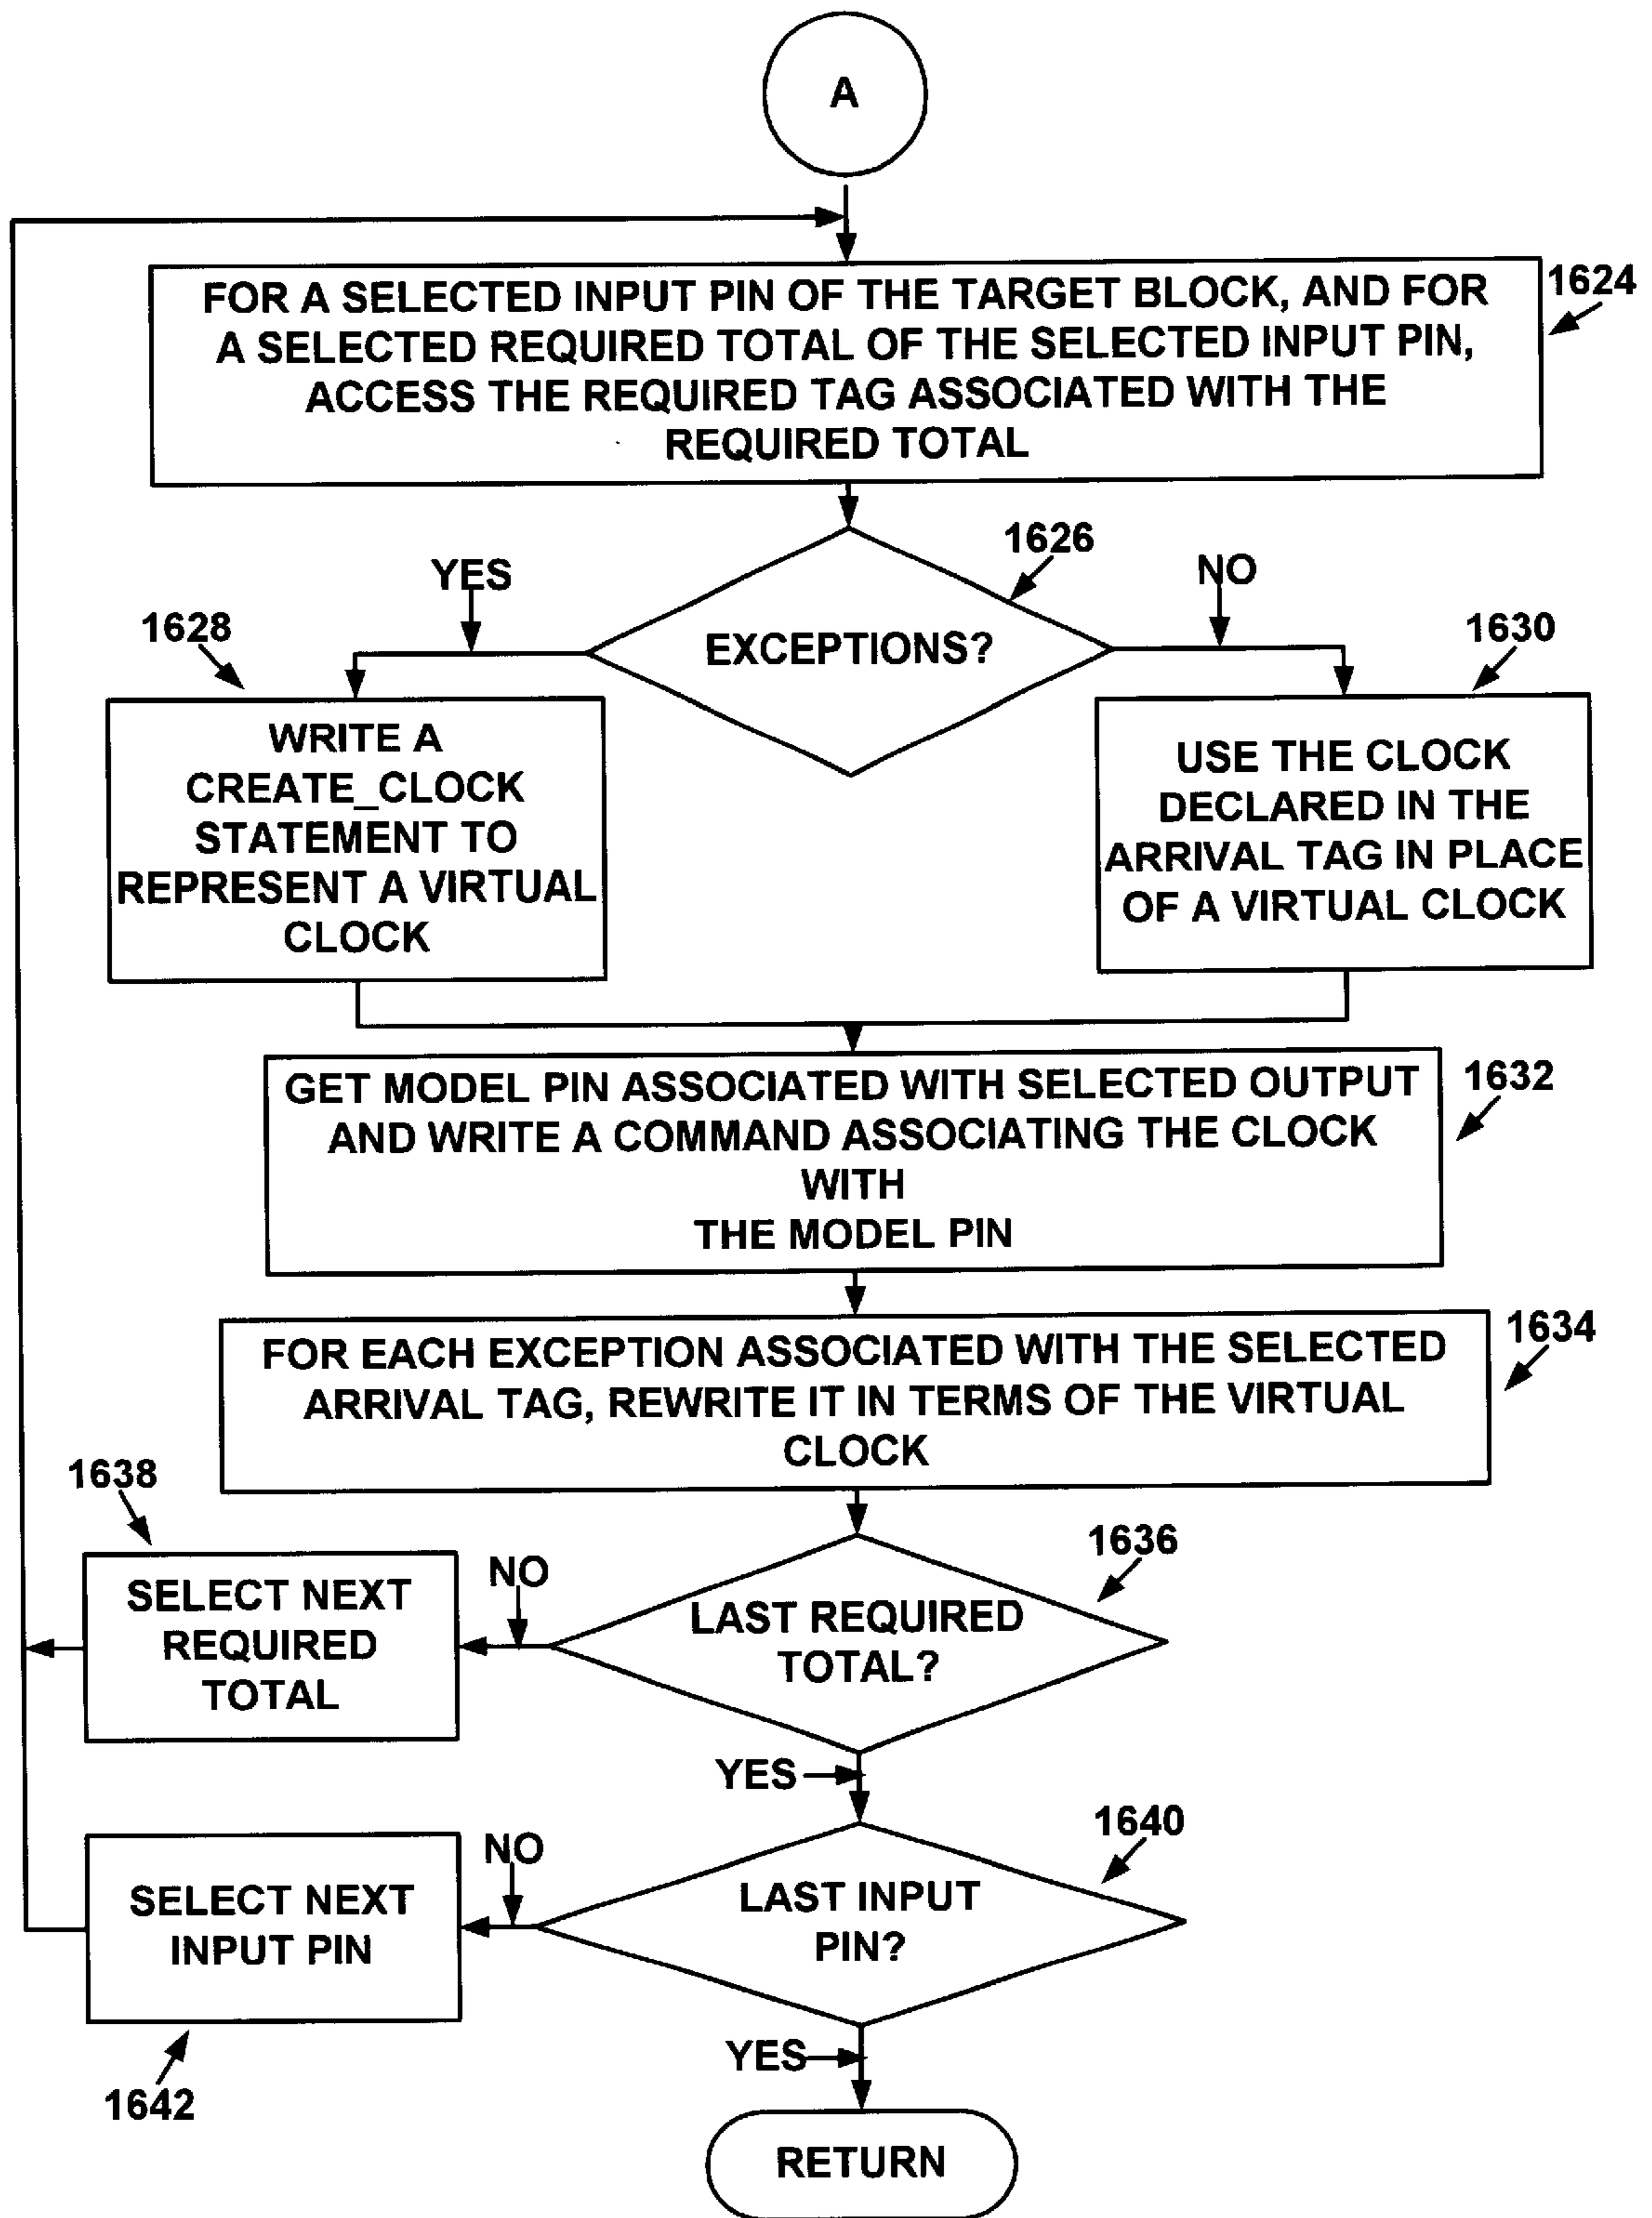 A
FOR A SELECTED INPUT PIN OF THE TARGET BLOCK, AND FOR
A SELECTED REQUIRED TOTAL OF THE SELECTED INPUT PIN,
ACCESS THE REQUIRED TAG ASSOCIATED WITH THE
REQUIRED TOTAL
1624
1626
YES
NO
EXCEPTIONS?
1628
1630
WRITE A
CREATE_CLOCK
STATEMENT TO
REPRESENT A VIRTUAL
CLOCK
USE THE CLOCK
DECLARED IN THE
ARRIVAL TAG IN PLACE
OF A VIRTUAL CLOCK
GET MODEL PIN ASSOCIATED WITH SELECTED OUTPUT
AND WRITE A COMMAND ASSOCIATING THE CLOCK
WITH
THE MODEL PIN
1632
FOR EACH EXCEPTION ASSOCIATED WITH THE SELECTED
ARRIVAL TAG, REWRITE IT IN TERMS OF THE VIRTUAL
CLOCK
1634
1638
1636
SELECT NEXT
REQUIRED
TOTAL
NO
LAST REQUIRED
TOTAL?
YES
1640
SELECT NEXT
INPUT PIN
NO
LAST INPUT
PIN?
1642
YES
RETURN